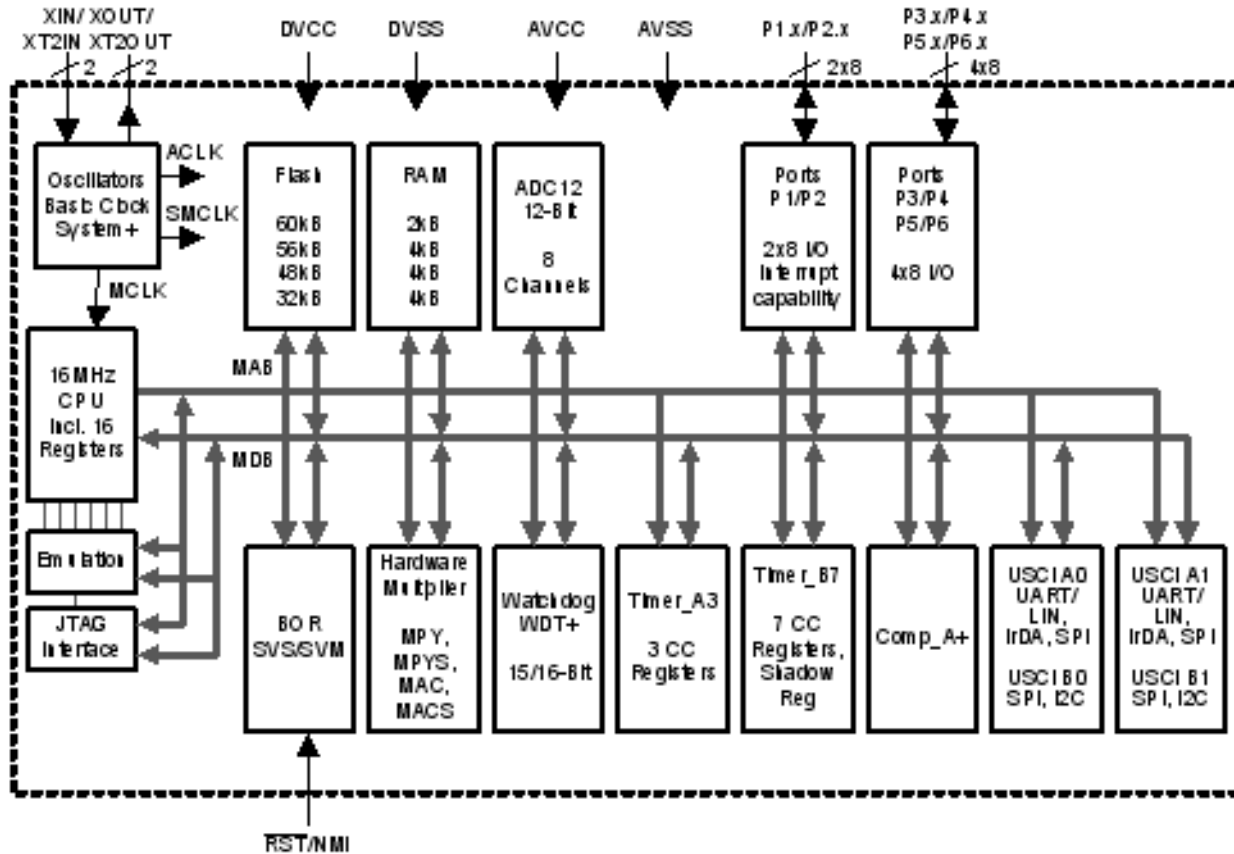 XIN/ XOUT/
XT2IN XT2OUT
2
2
DVCC
DVSS
AVCC
AVSS
P1.x/P2.x
2x8
P3.x/P4.x
P5.x/P6.x
4x8
Oscillators
Basic Clock
System+
ACLK
SMCLK
MCLK
Flash
60kB
56kB
48kB
32kB
RAM
2kB
4kB
4kB
4kB
ADC12
12-Bit
8
Channels
Ports
P1/P2
2x8 I/O
Interrupt
capability
Ports
P3/P4
P5/P6
4x8 I/O
16MHz
CPU
incl. 16
Registers
MAB
MDB
Emulation
JTAG
Interface
BOR
SVS/SVM
Hardware
Multiplier
MPY,
MPYS,
MAC,
MACS
Watchdog
WDT+
15/16-Bit
Timer_A3
3 CC
Registers
Timer_B7
7 CC
Registers,
Shadow
Reg
Comp_A+
USCI A0
UART/
LIN,
IrDA, SPI
USCI B0
SPI, I2C
USCI A1
UART/
LIN,
IrDA, SPI
USCI B1
SPI, I2C
RST/NMI